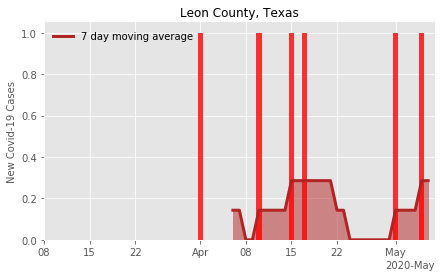 Leon County, Texas
7 day moving average
New Covid-19 Cases
1.0
0.8
0.6
0.4
0.2
0.0
08 15 22 Apr 08 15 22 May
2020-May